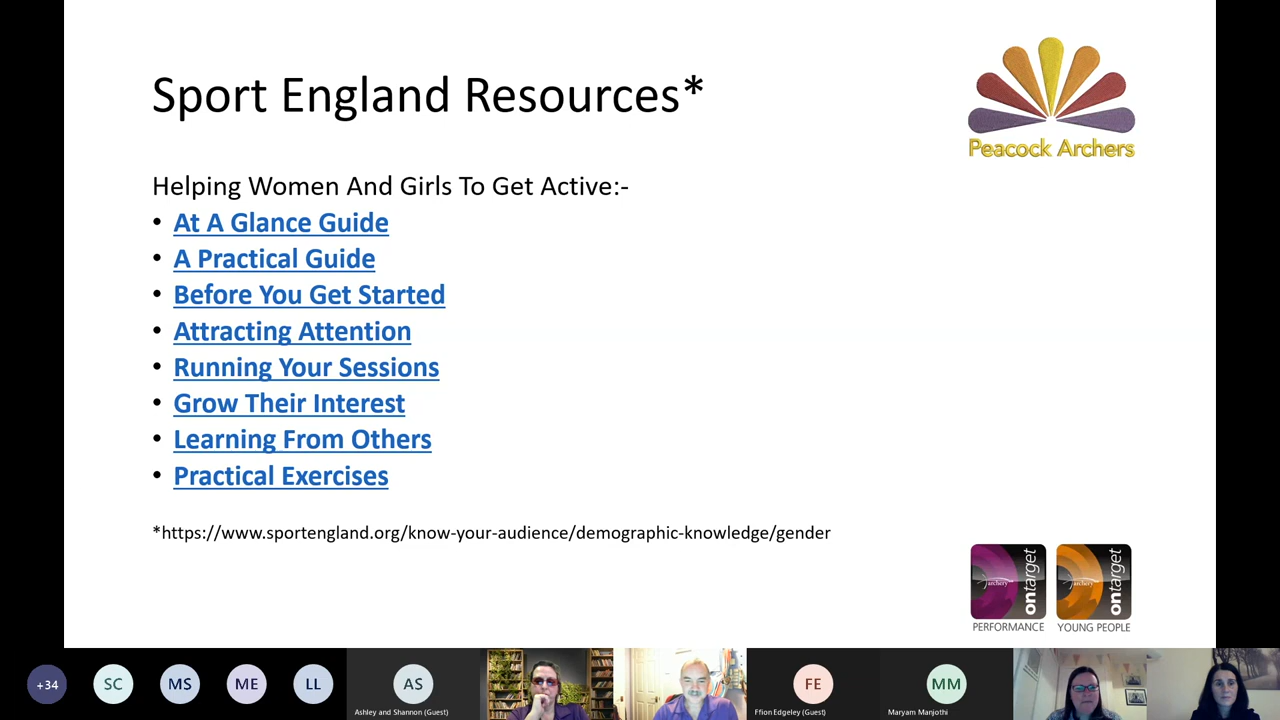 Sport England Resources*
Peacock Archers
Helping Women And Girls To Get Active:-
• At A Glance Guide
• A Practical Guide
• Before You Get Started
• Attracting Attention
• Running Your Sessions
• Grow Their Interest
• Learning From Others
• Practical Exercises
*https://www.sportengland.org/know-your-audience/demographic-knowledge/gender
archery
ontarget
archery
ontarget
PERFORMANCE
YOUNG PEOPLE
+34
SC
MS
ME
LL
AS
FE
MM
Ashley and Shannon (Guest)
Ffion Edgeley (Guest)
Maryam Manjothi